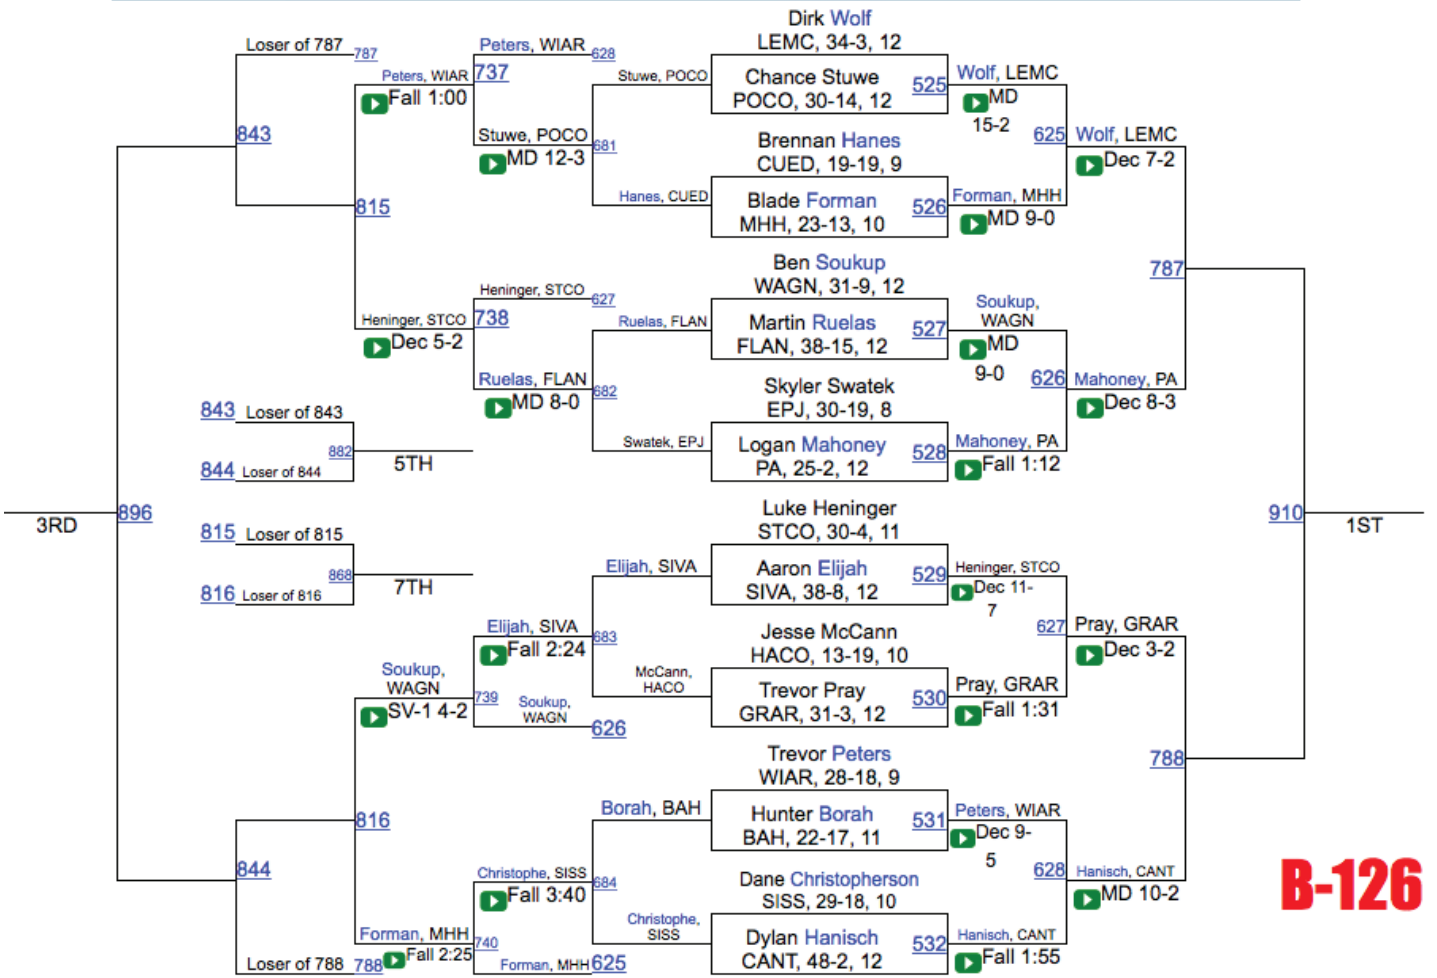 Dirk Wolf
LEMC, 34-3, 12
Loser of 787
787
Peters, WIAR
628
Peters, WIAR
737
Fall 1:00
Stuwe, POCO
Chance Stuwe
POCO, 30-14, 12
525
Wolf, LEMC
MD
15-2
843
Stuwe, POCO
MD 12-3
681
Brennan Hanes
CUED, 19-19, 9
625
Wolf, LEMC
Dec 7-2
815
Hanes, CUED
Blade Forman
MHH, 23-13, 10
526
Forman, MHH
MD 9-0
Ben Soukup
WAGN, 31-9, 12
787
Heninger, STCO
627
Heninger, STCO
738
Dec 5-2
Ruelas, FLAN
Martin Ruelas
FLAN, 38-15, 12
527
Soukup,
WAGN
MD
9-0
Ruelas, FLAN
MD 8-0
682
Skyler Swatek
EPJ, 30-19, 8
626
Mahoney, PA
Dec 8-3
843
Loser of 843
882
5TH
844
Loser of 844
Swatek, EPJ
Logan Mahoney
PA, 25-2, 12
528
Mahoney, PA
Fall 1:12
3RD
896
Luke Heninger
STCO, 30-4, 11
910
1ST
815
Loser of 815
868
7TH
816
Loser of 816
Elijah, SIVA
Aaron Elijah
SIVA, 38-8, 12
529
Heninger, STCO
Dec 11-
7
Elijah, SIVA
Fall 2:24
683
Jesse McCann
HACO, 13-19, 10
627
Pray, GRAR
Dec 3-2
Soukup,
WAGN
SV-1 4-2
739
Soukup,
WAGN
626
McCann,
HACO
Trevor Pray
GRAR, 31-3, 12
530
Pray, GRAR
Fall 1:31
Trevor Peters
WIAR, 28-18, 9
788
816
Borah, BAH
Hunter Borah
BAH, 22-17, 11
531
Peters, WIAR
Dec 9-
5
844
Christophe, SISS
Fall 3:40
684
Dane Christopherson
SISS, 29-18, 10
628
Hanisch, CANT
MD 10-2
B-126
Forman, MHH
Fall 2:25
740
Christophe,
SISS
Dylan Hanisch
CANT, 48-2, 12
532
Hanisch, CANT
Fall 1:55
Loser of 788
788
Forman, MHH
625